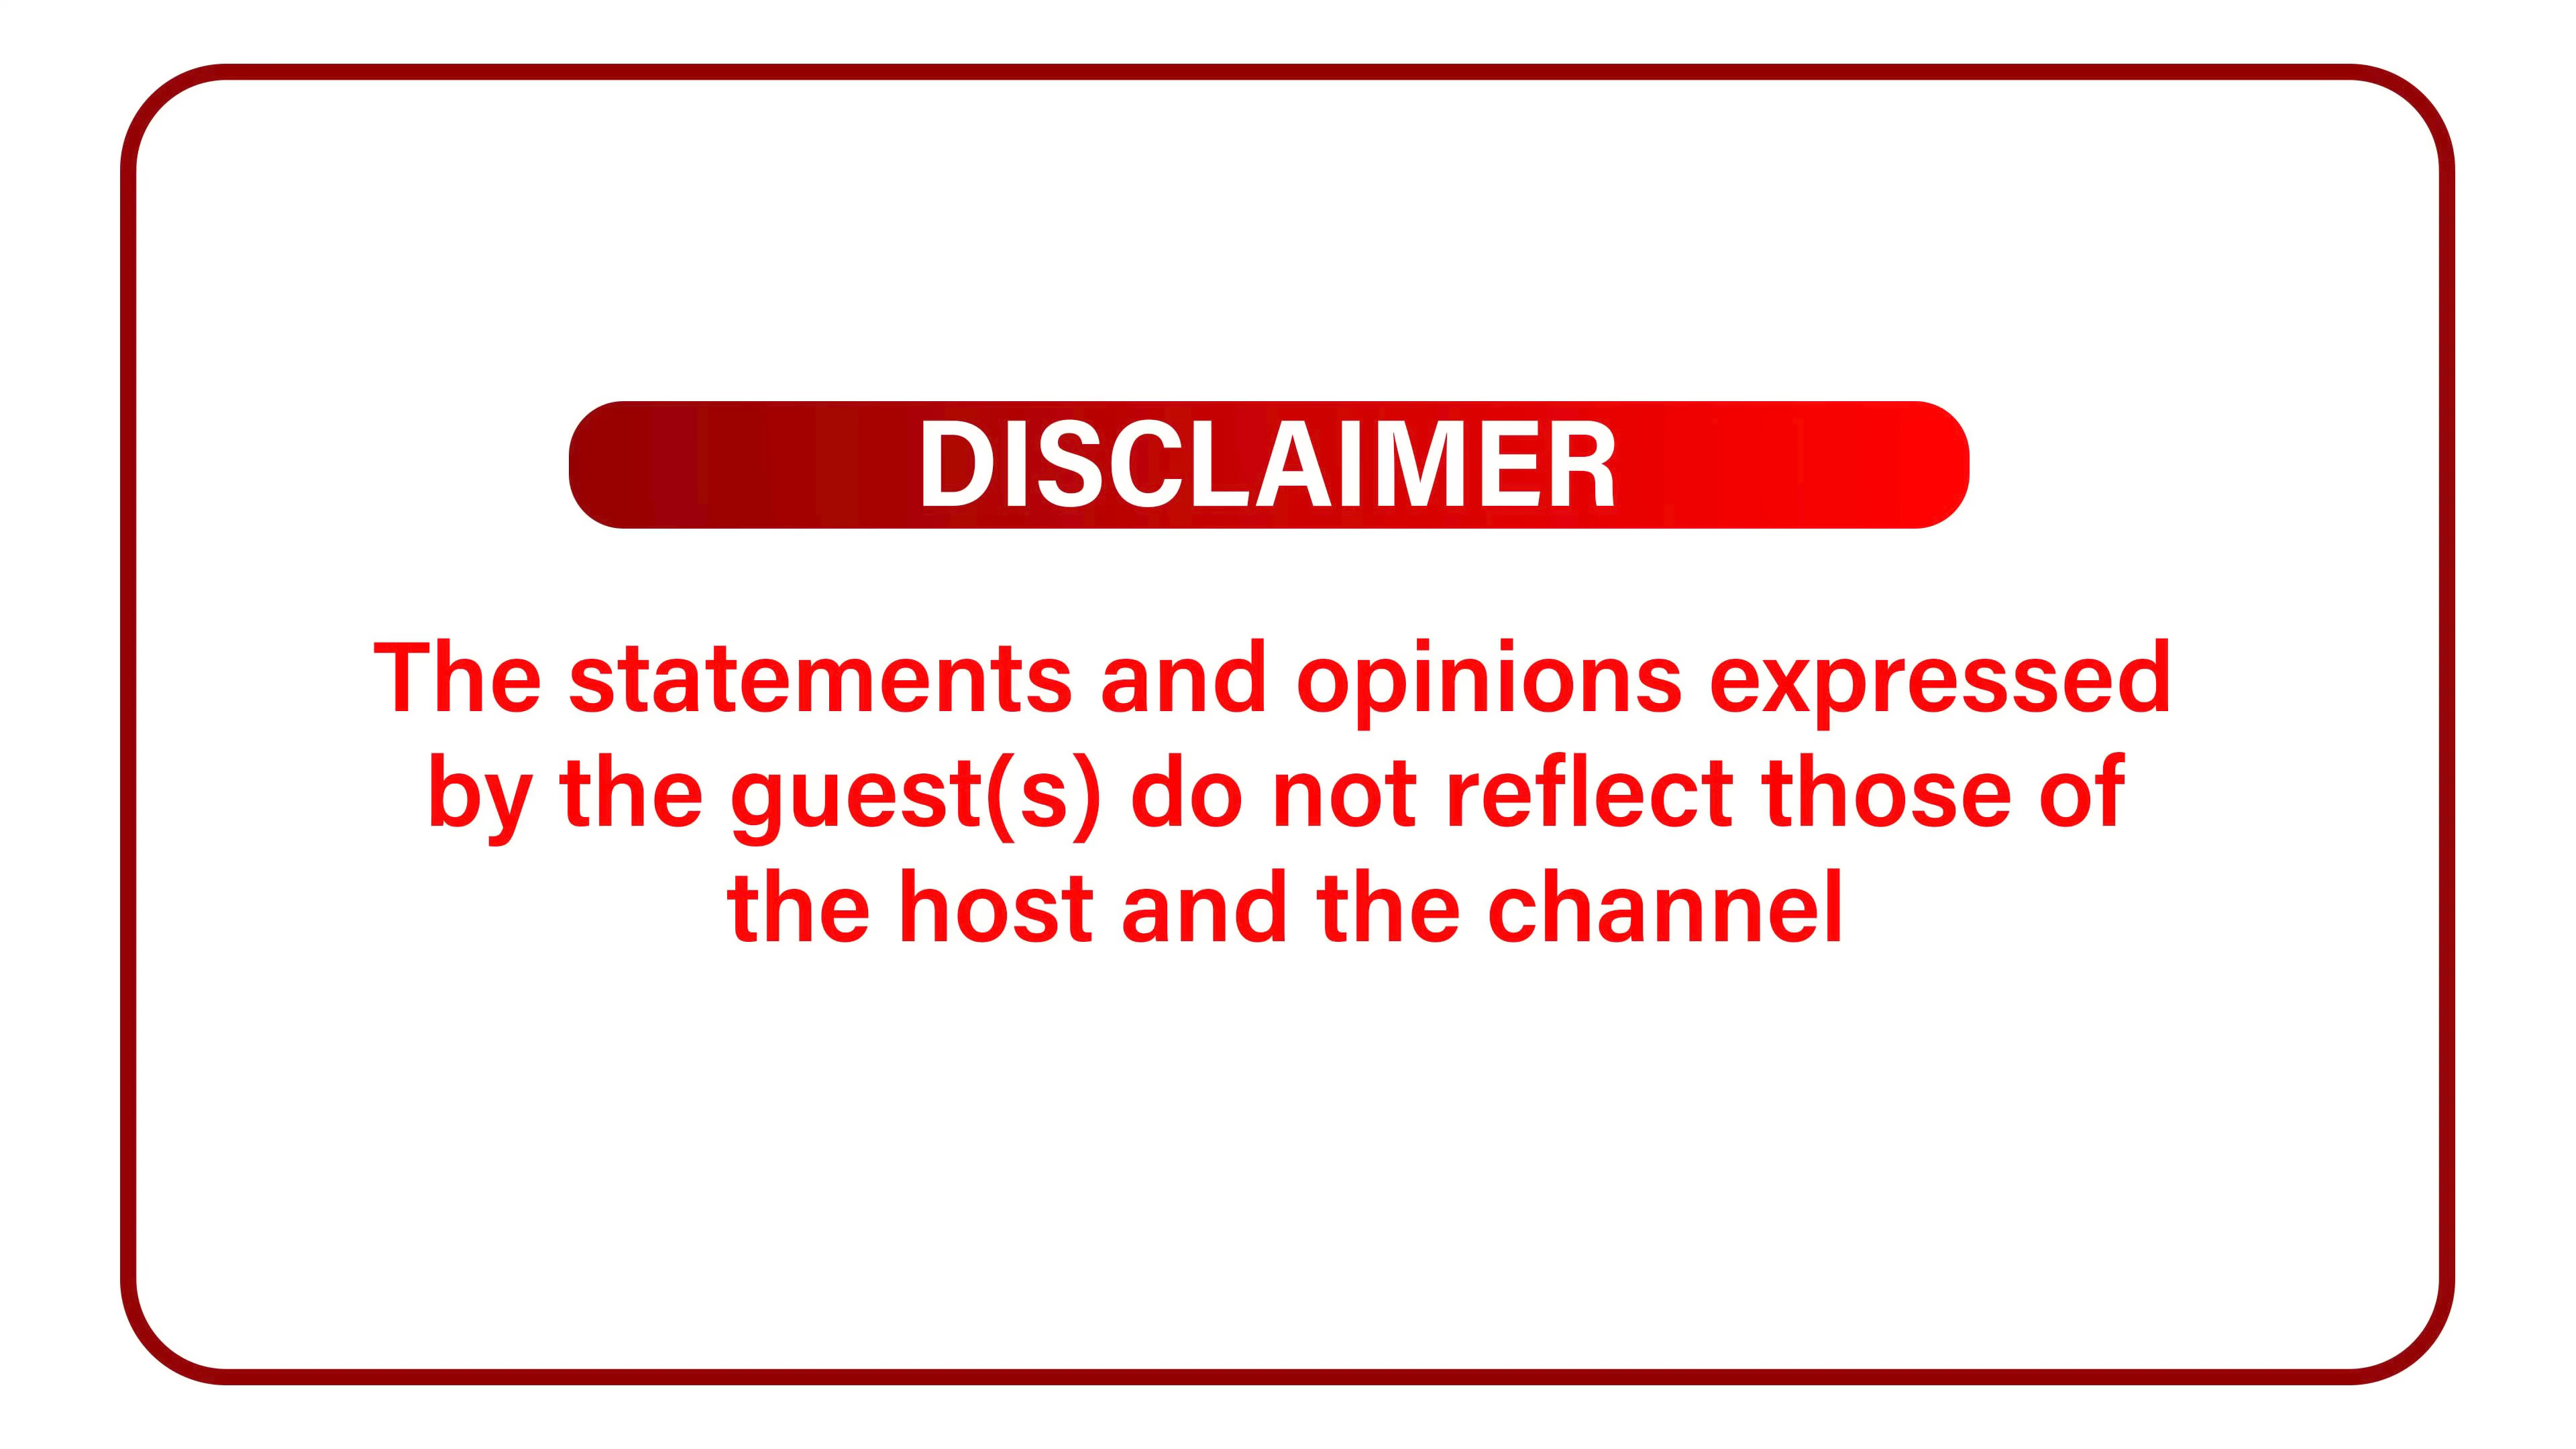 DISCLAIMER
The statements and opinions expressed
by the guest(s) do not reflect those of
the host and the channel